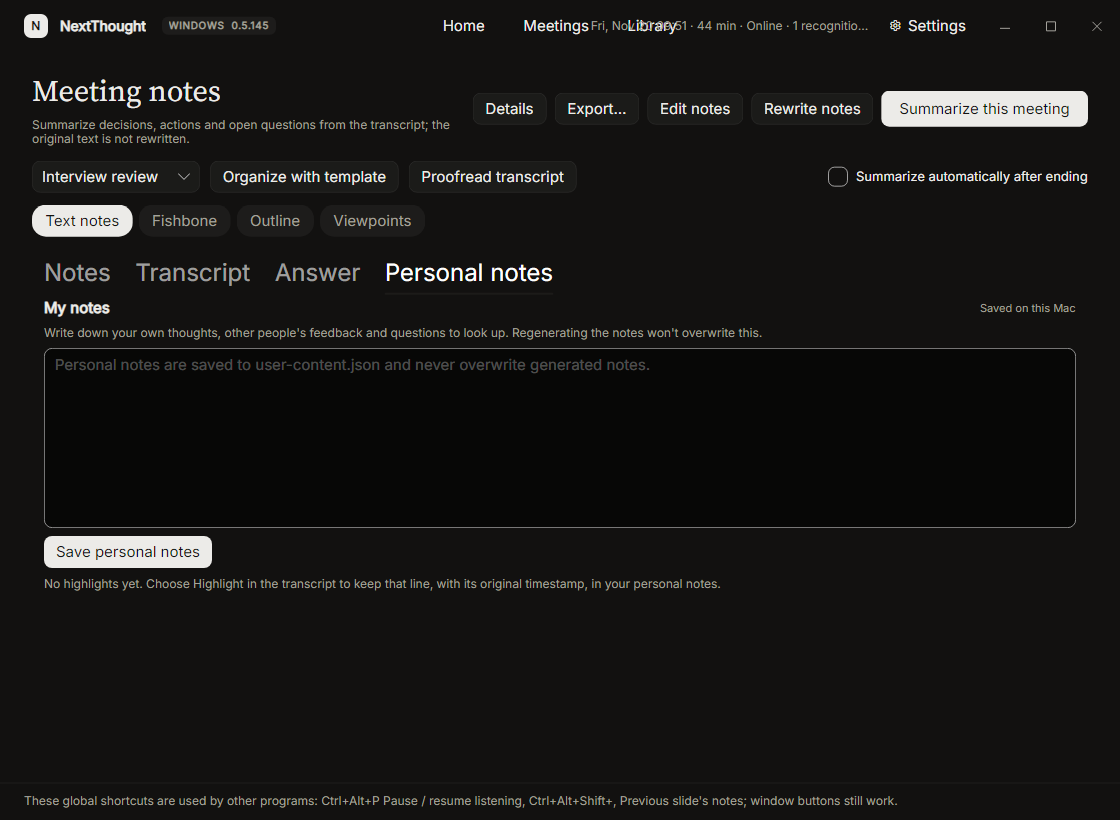 N NextThought WINDOWS 0.5.145 Home Meetings Library Fri, Nov 51 · 44 min · Online · 1 recognitio... Settings
Meeting notes
Summarize decisions, actions and open questions from the transcript; the
original text is not rewritten.
Details Export... Edit notes Rewrite notes Summarize this meeting
Interview review Organize with template Proofread transcript Summarize automatically after ending
Text notes Fishbone Outline Viewpoints
Notes Transcript Answer Personal notes
My notes Saved on this Mac
Write down your own thoughts, other people's feedback and questions to look up. Regenerating the notes won't overwrite this.
Personal notes are saved to user-content.json and never overwrite generated notes.
Save personal notes
No highlights yet. Choose Highlight in the transcript to keep that line, with its original timestamp, in your personal notes.
These global shortcuts are used by other programs: Ctrl+Alt+P Pause / resume listening, Ctrl+Alt+Shift+, Previous slide's notes; window buttons still work.